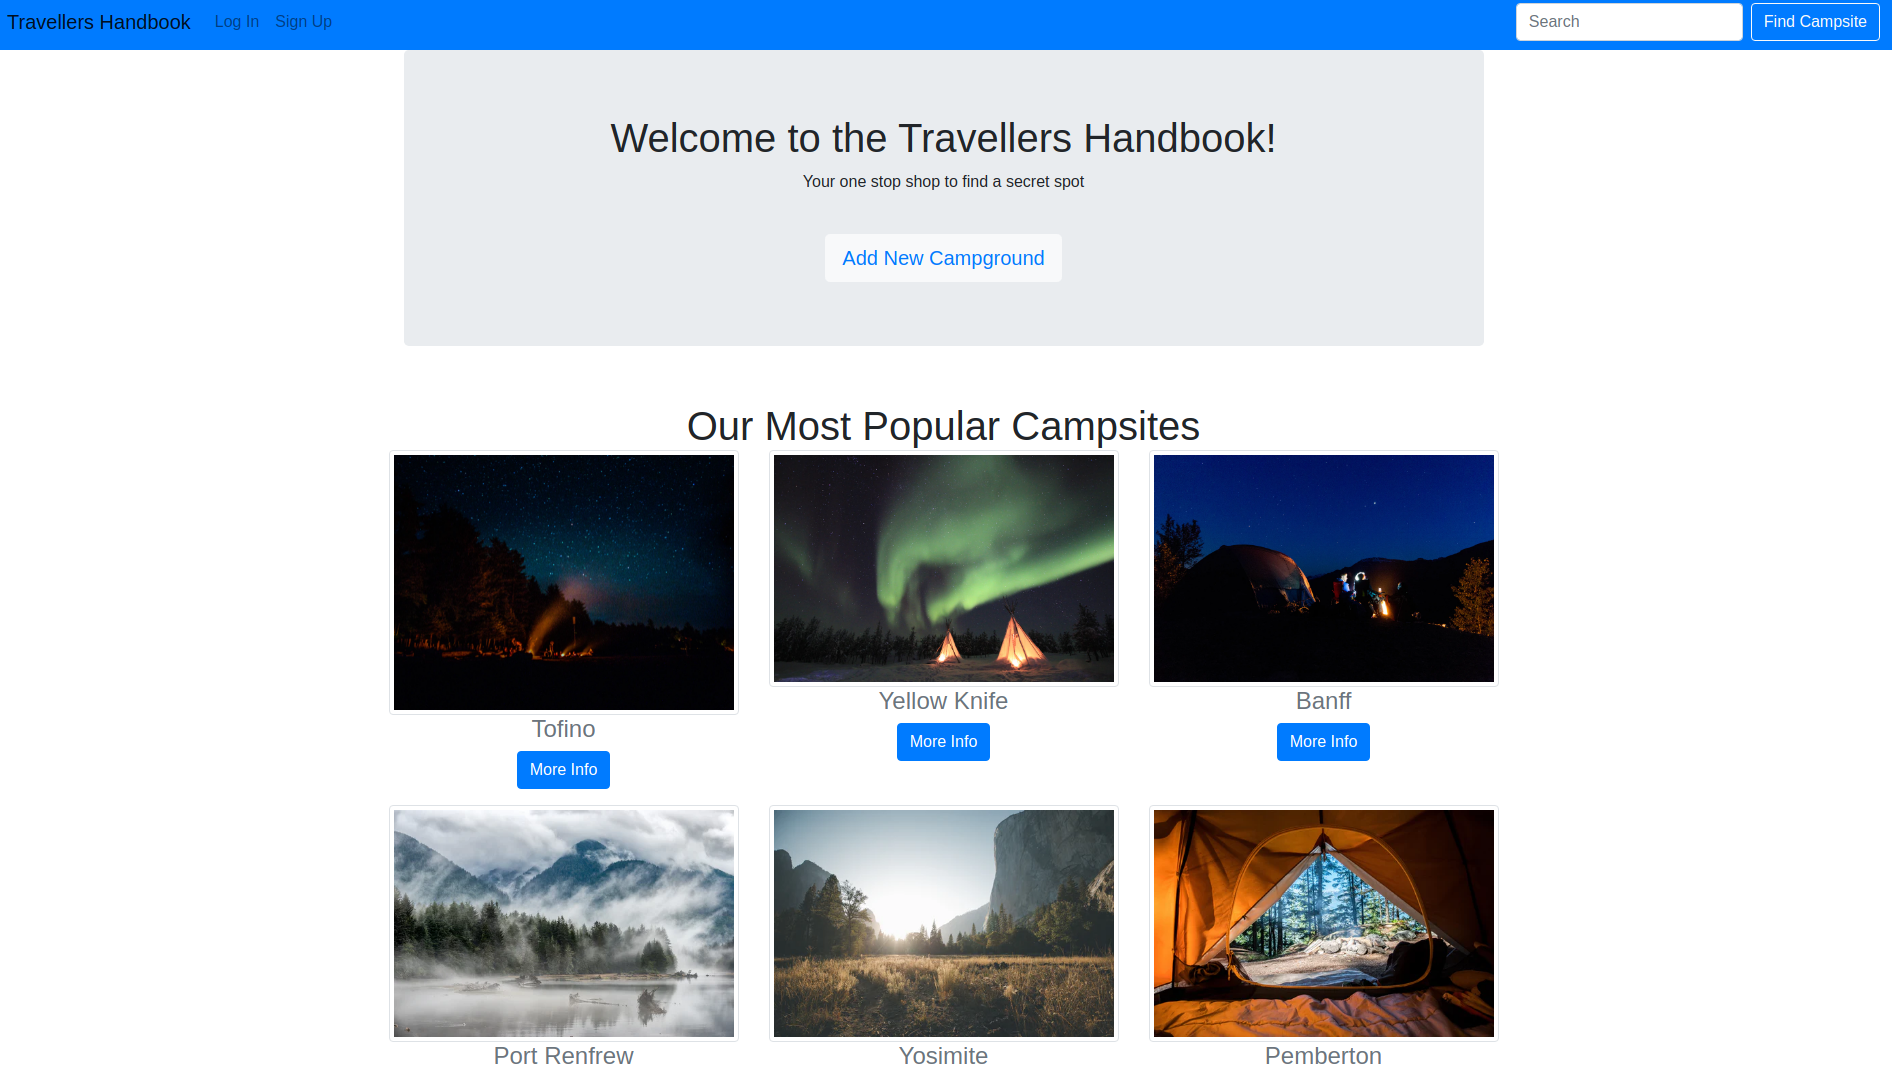 Travellers Handbook Log In Sign Up Search Find Campsite
Welcome to the Travellers Handbook!
Your one stop shop to find a secret spot
Add New Campground
Our Most Popular Campsites
Tofino
More Info
Yellow Knife
More Info
Banff
More Info
Port Renfrew
Yosimite
Pemberton